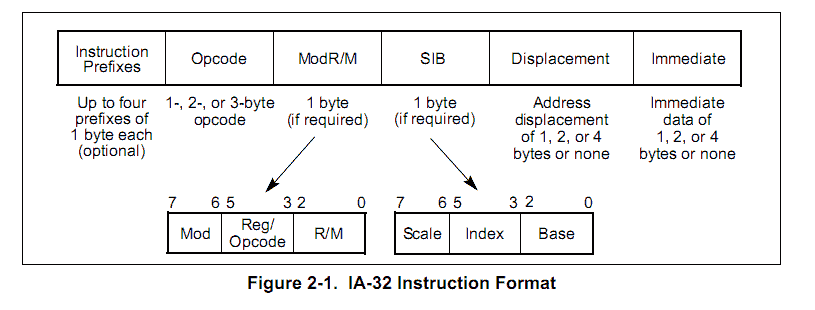 Instruction
Prefixes
Opcode
ModR/M
SIB
Displacement
Immediate
Up to four
prefixes of
1 byte each
(optional)
1-, 2-, or 3-byte
opcode
1 byte
(if required)
1 byte
(if required)
Address
displacement
of 1, 2, or 4
bytes or none
Immediate
data of
1, 2, or 4
bytes or none
7 6 5 3 2 0
Mod
Reg/
Opcode
R/M
7 6 5 3 2 0
Scale
Index
Base
Figure 2-1. IA-32 Instruction Format